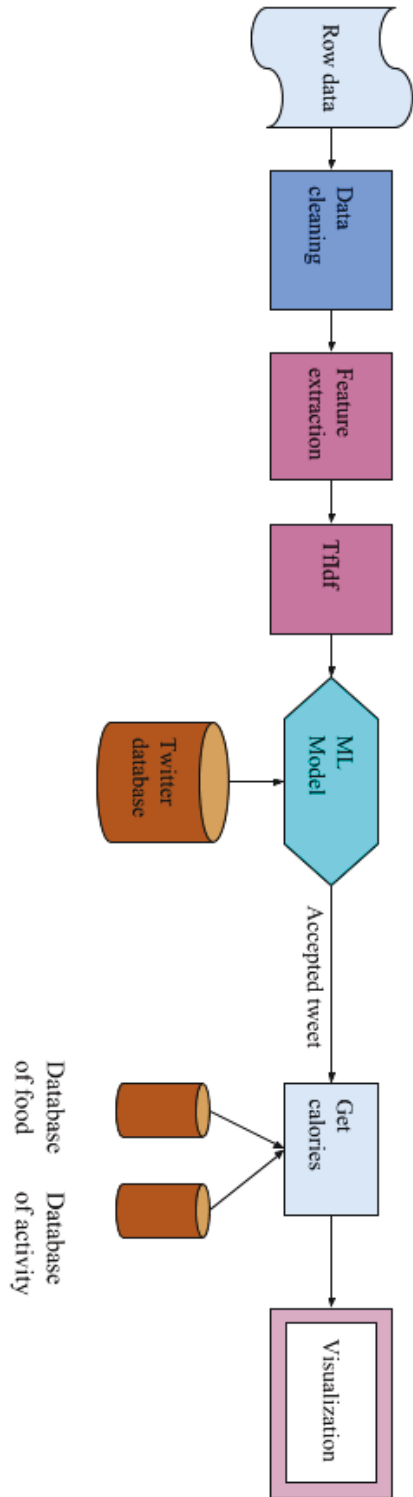 Row data
Data
cleaning
Feature
extraction
TfIdf
ML
Model
Twitter
database
Accepted tweet
Get
calories
Database
of food
Database
of activity
Visualization